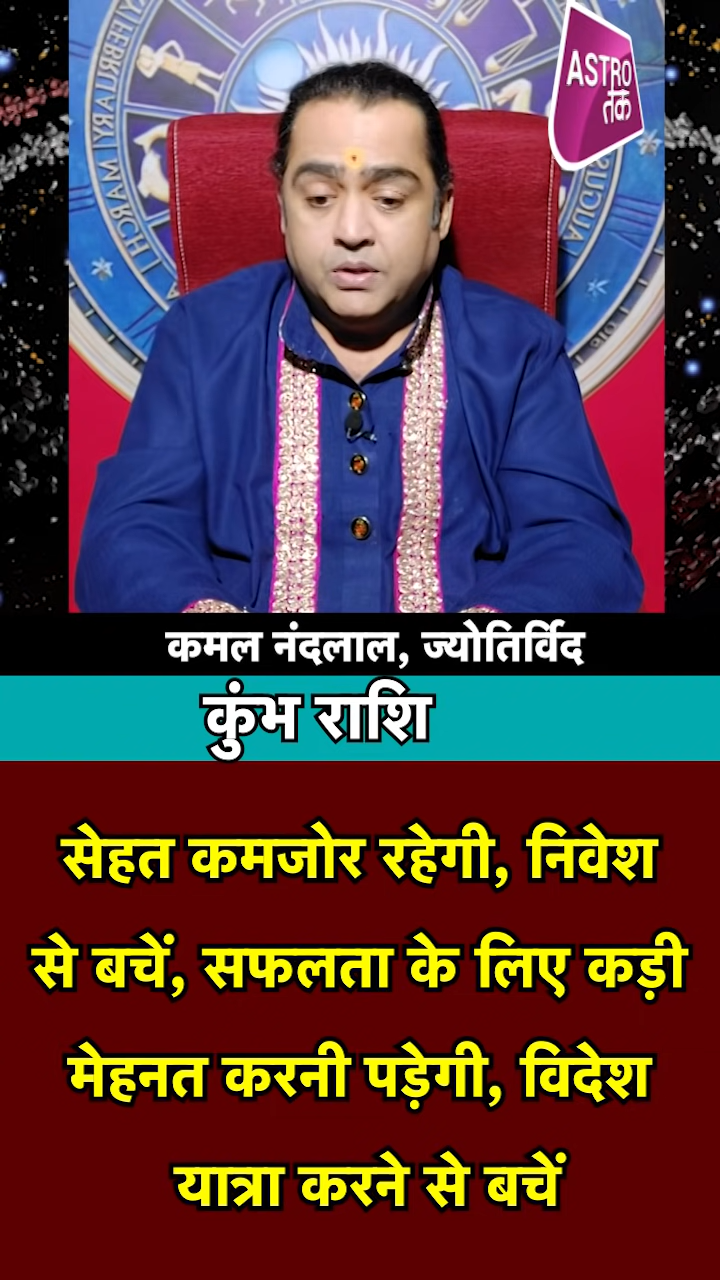 ASTRO
तक
कमल नंदलाल, ज्योतिर्विद
कुंभ राशि
सेहत कमजोर रहेगी, निवेश
से बचें, सफलता के लिए कड़ी
मेहनत करनी पड़ेगी, विदेश
यात्रा करने से बचें